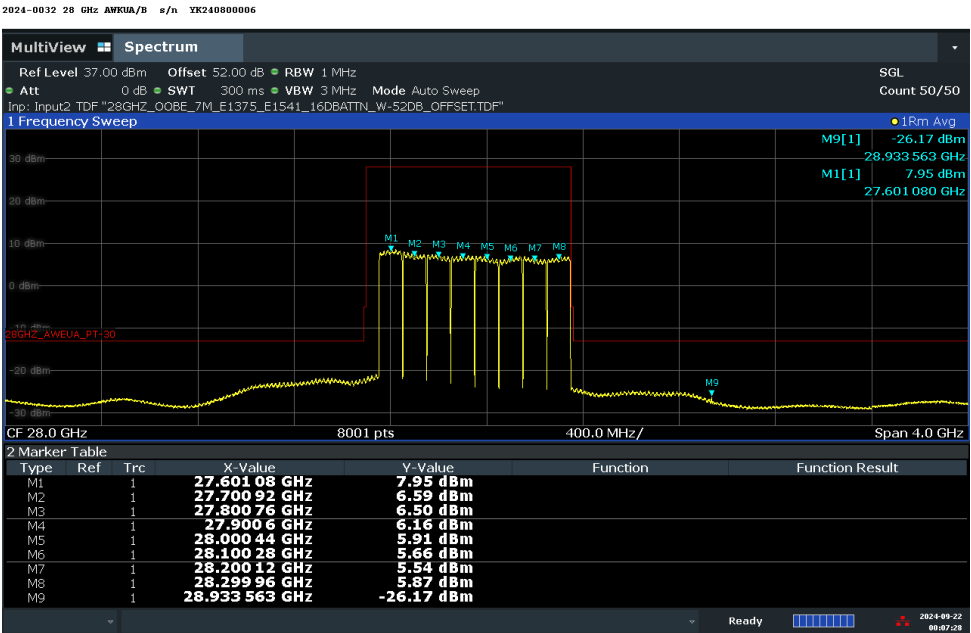 2024-0032 28 GHz AWKUA/B s/n YK240800006
MultiView Spectrum
Ref Level 37.00 dBm Offset 52.00 dB RBW 1 MHz SGL
Att 0 dB SWT 300 ms VBW 3 MHz Mode Auto Sweep Count 50/50
Inp: Input2 TDF "28GHZ_OOBE_7M_E1375_E1541_16DBATTN_W-52DB_OFFSET.TDF"
1 Frequency Sweep 1Rm Avg
M9[1] -26.17 dBm
28.933 563 GHz
M1[1] 7.95 dBm
27.601 080 GHz
30 dBm
20 dBm
10 dBm
M1 M2 M3 M4 M5 M6 M7 M8
0 dBm
-10 dBm
28GHZ_AWEUA_PT-30
-20 dBm
M9
-30 dBm
CF 28.0 GHz 8001 pts 400.0 MHz/ Span 4.0 GHz
2 Marker Table
Type Ref Trc X-Value Y-Value Function Function Result
M1 1 27.601 08 GHz 7.95 dBm
M2 1 27.700 92 GHz 6.59 dBm
M3 1 27.800 76 GHz 6.50 dBm
M4 1 27.900 6 GHz 6.16 dBm
M5 1 28.000 44 GHz 5.91 dBm
M6 1 28.100 28 GHz 5.66 dBm
M7 1 28.200 12 GHz 5.54 dBm
M8 1 28.299 96 GHz 5.87 dBm
M9 1 28.933 563 GHz -26.17 dBm
Ready 2024-09-22
00:07:28